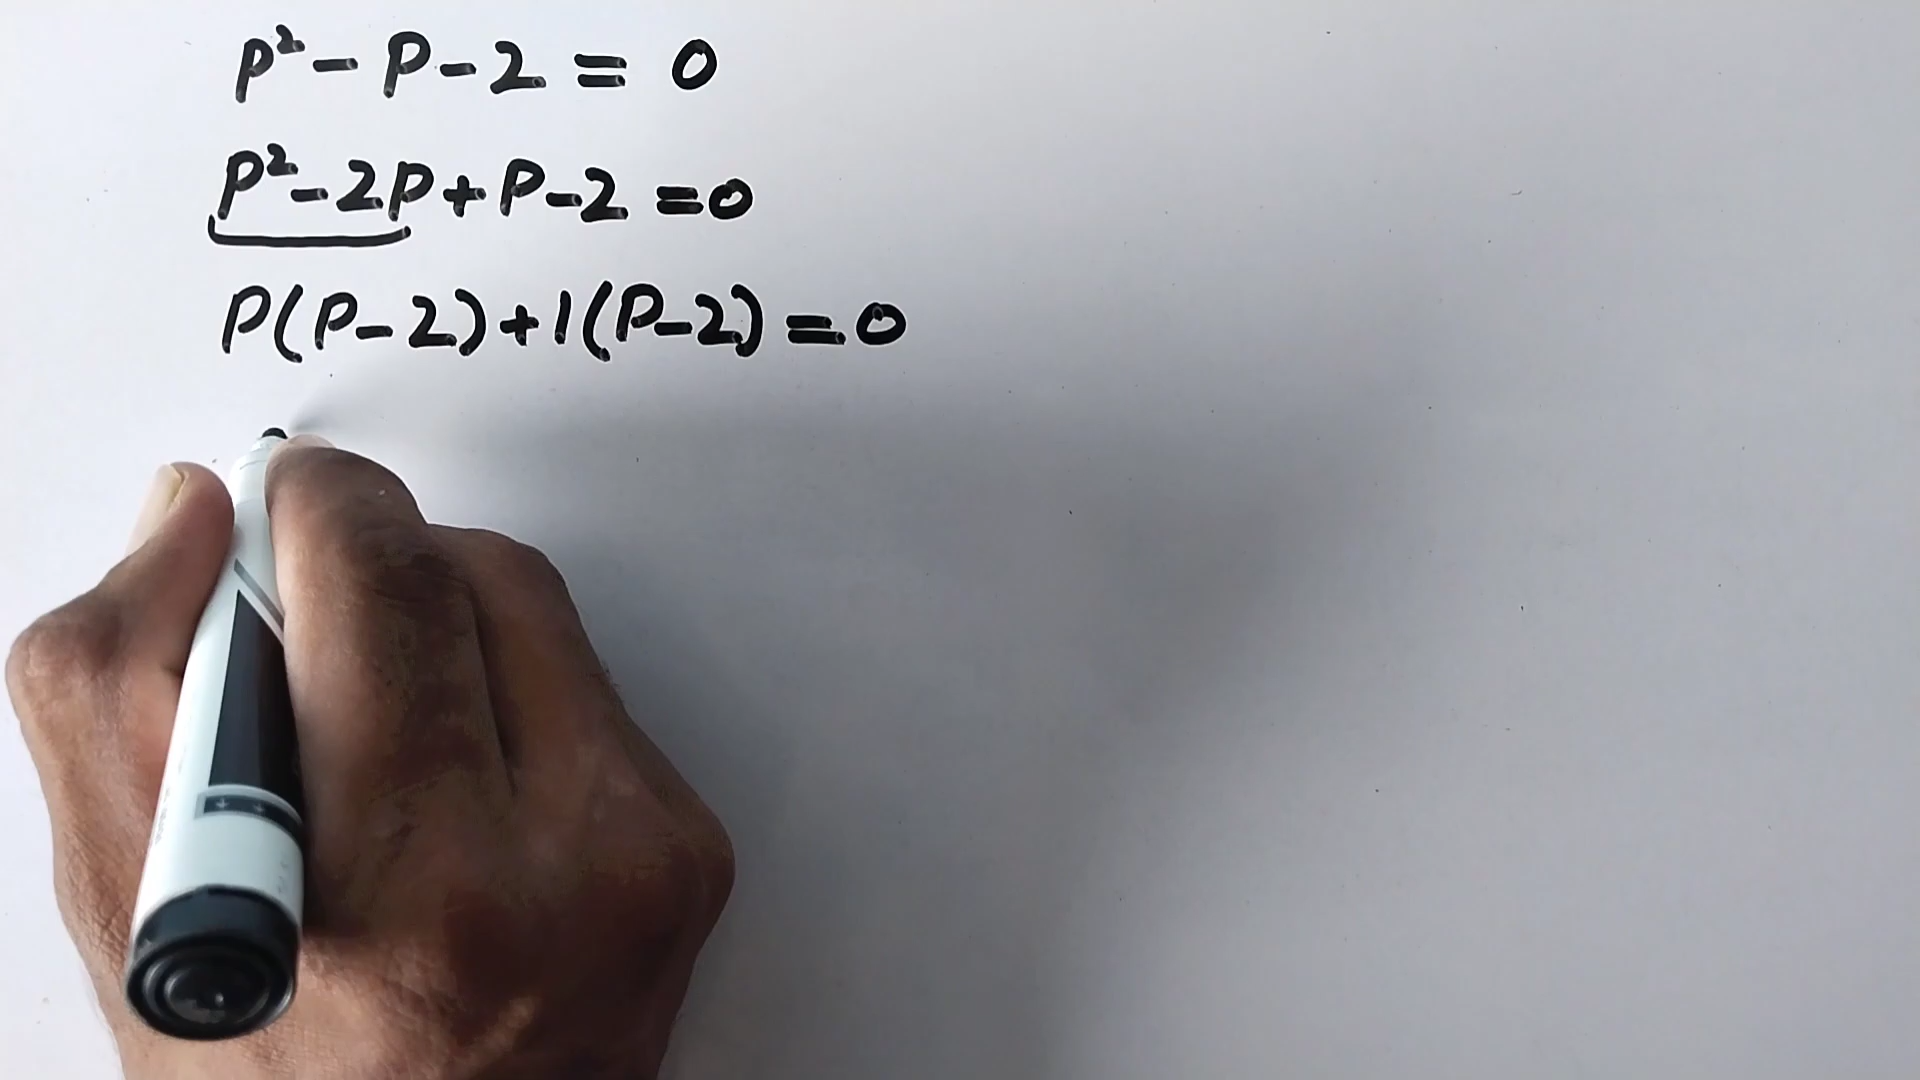 p² - p - 2 = 0
p² - 2p + p - 2 = 0
p(p - 2) + 1(p - 2) = 0